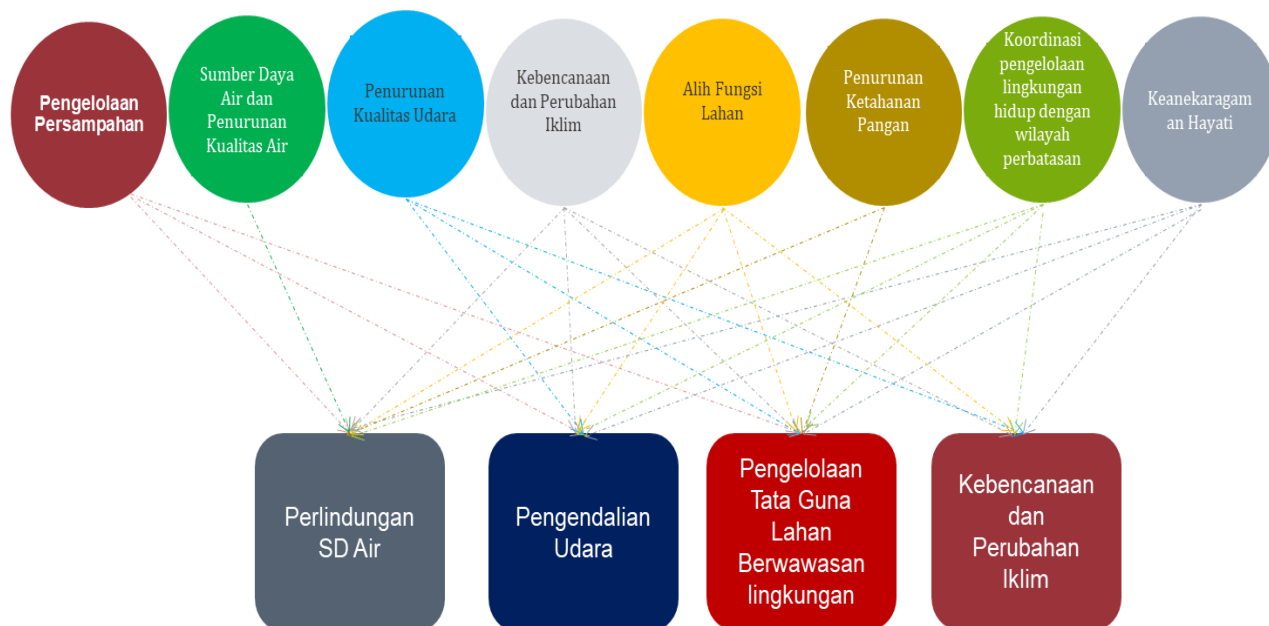 Pengelolaan
Persampahan
Sumber Daya
Air dan
Penurunan
Kualitas Air
Penurunan
Kualitas Udara
Kebencanaan
dan Perubahan
Iklim
Alih Fungsi
Lahan
Penurunan
Ketahanan
Pangan
Koordinasi
pengelolaan
lingkungan
hidup dengan
wilayah
perbatasan
Keanekaragam
an Hayati
Perlindungan
SD Air
Pengendalian
Udara
Pengelolaan
Tata Guna
Lahan
Berwawasan
lingkungan
Kebencanaan
dan
Perubahan
Iklim